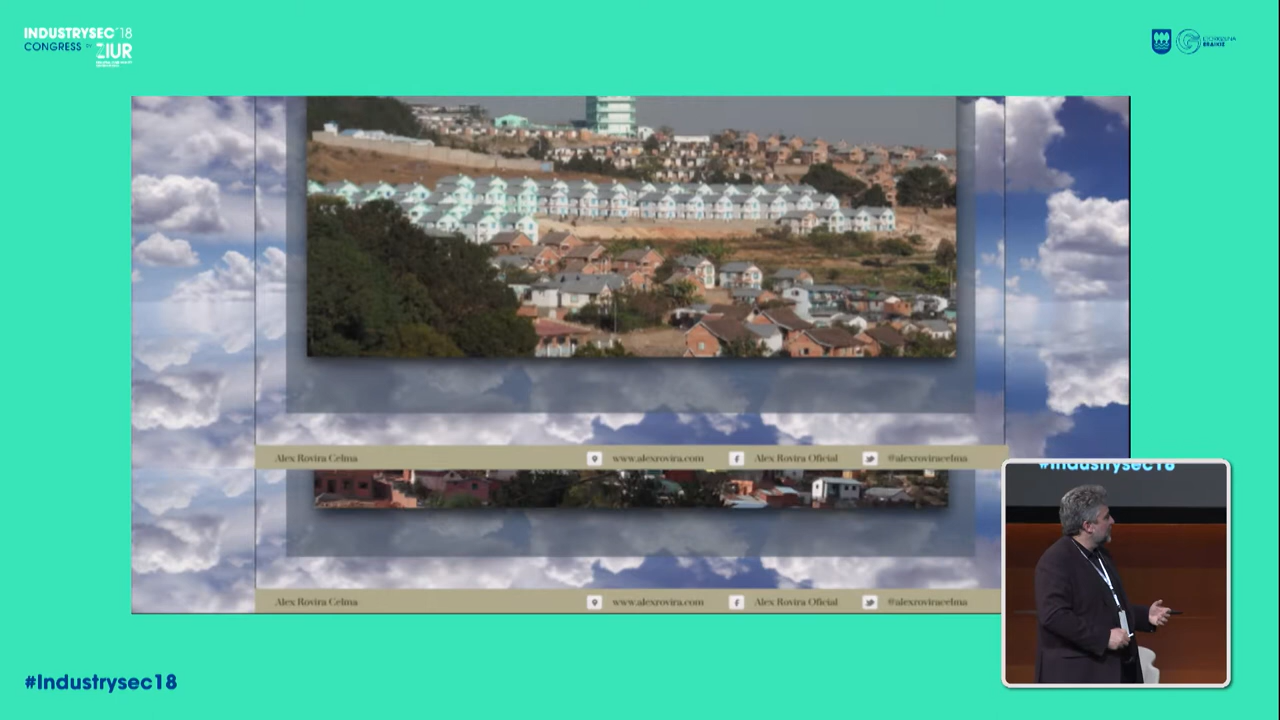 INDUSTRYSEC'18
CONGRESS BY ZIUR
Alex Rovira Celma www.alexrovira.com Alex Rovira Oficial @alexroviracelma
#Industrysec18
Alex Rovira Celma www.alexrovira.com Alex Rovira Oficial @alexroviracelma
#Industrysec18